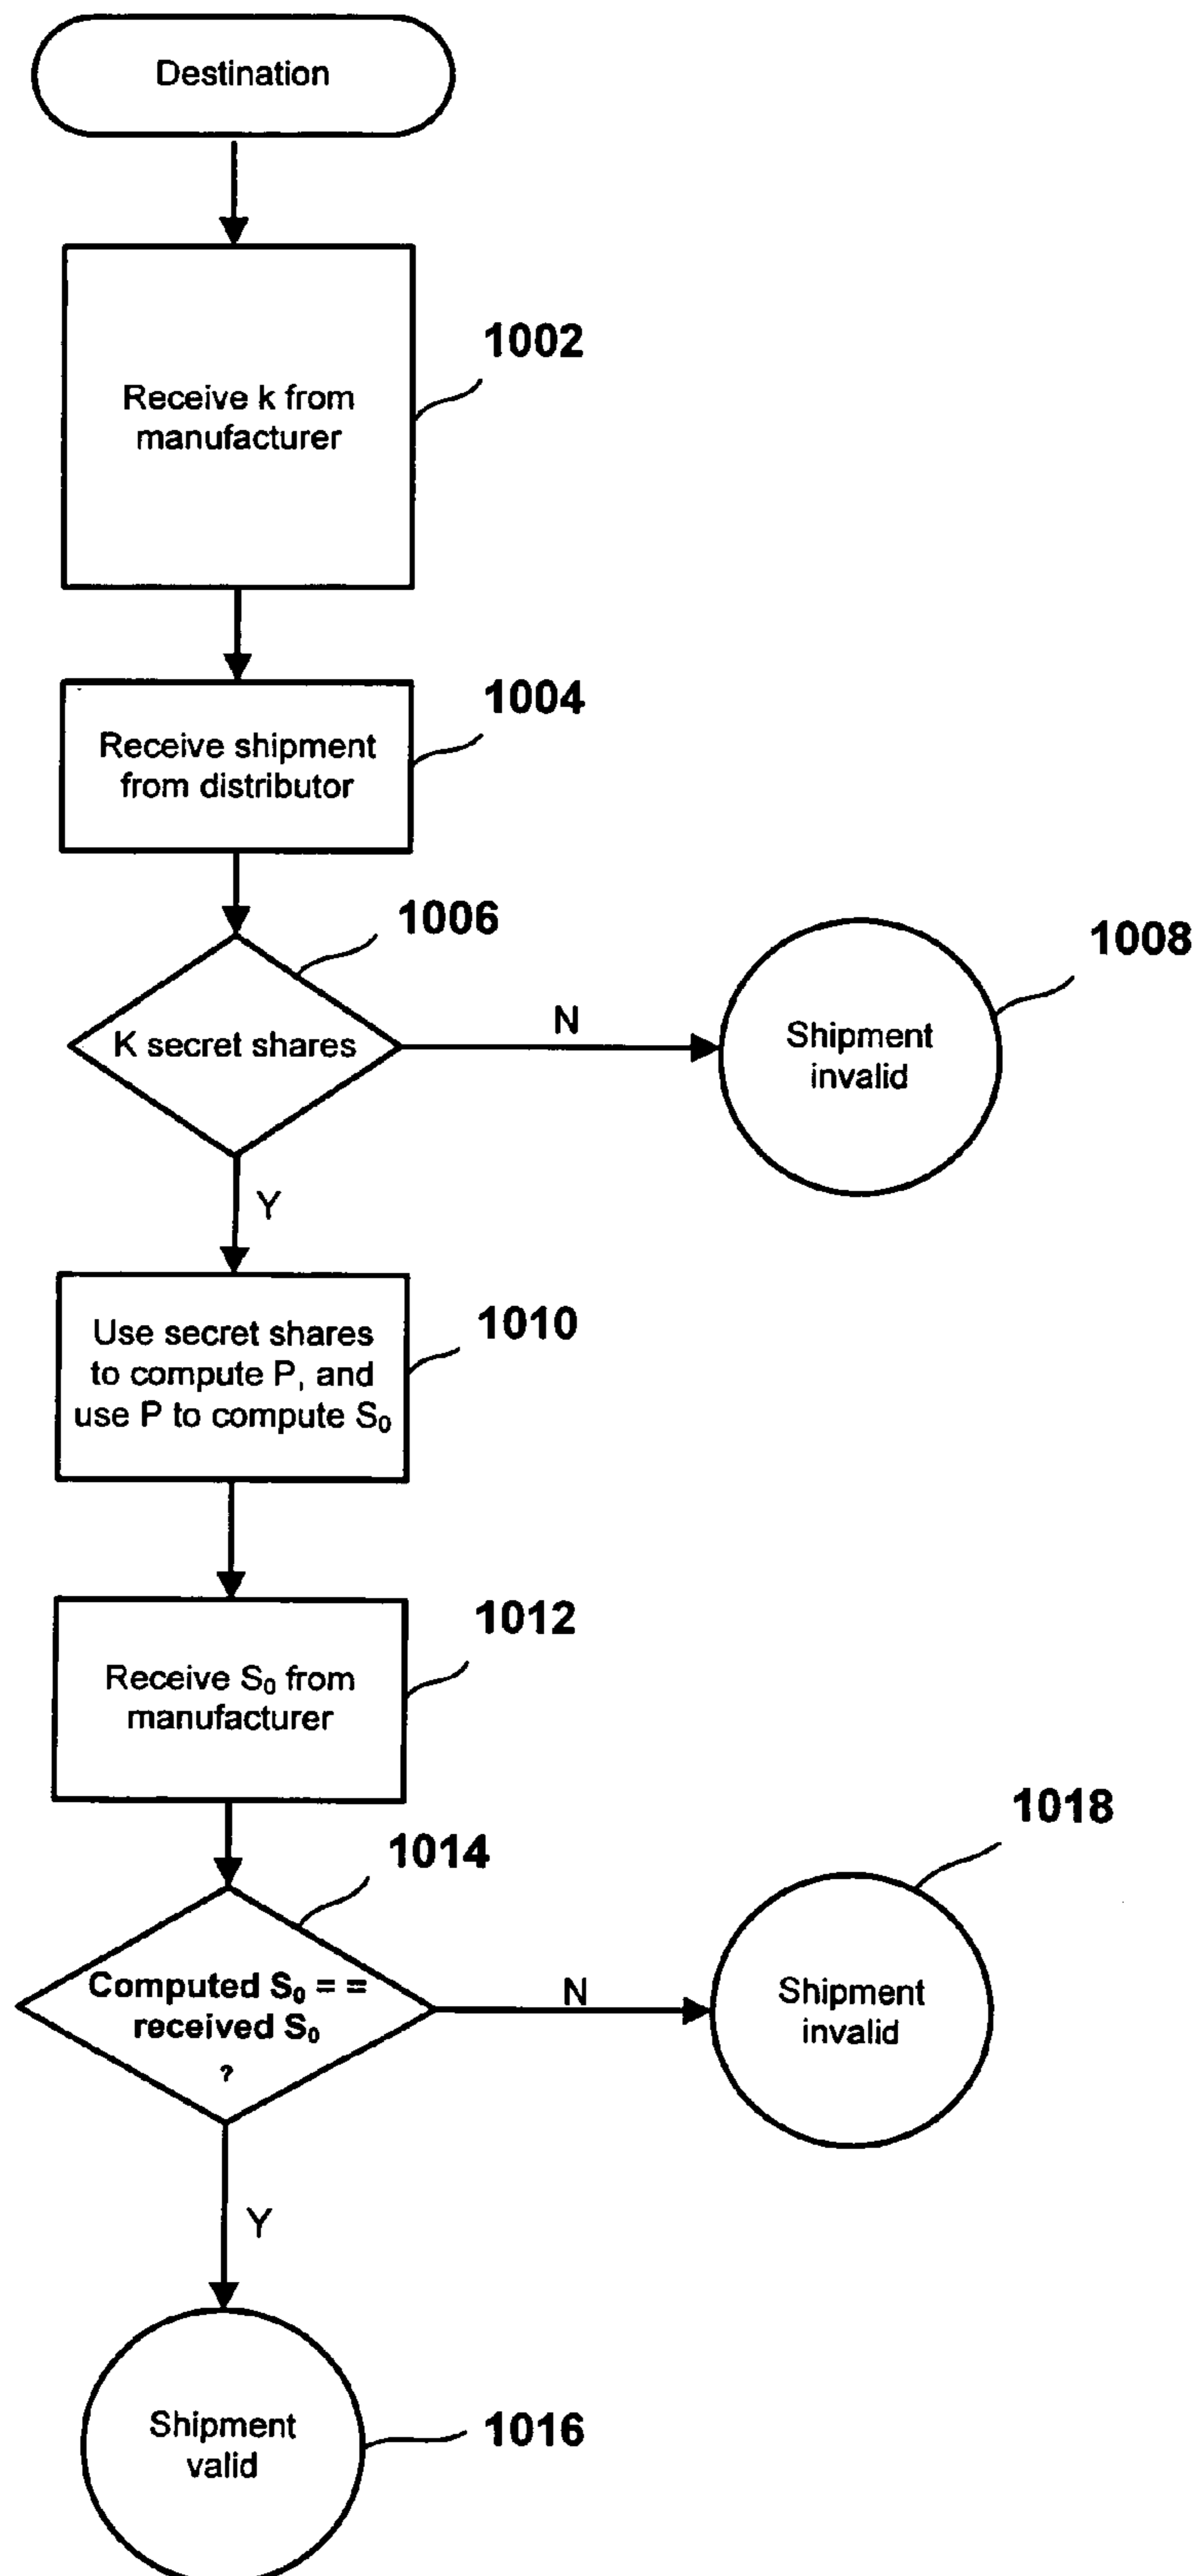 Destination
1002
Receive k from
manufacturer
1004
Receive shipment
from distributor
1006
K secret shares
N
1008
Shipment
invalid
Y
1010
Use secret shares
to compute P, and
use P to compute S₀
1012
Receive S₀ from
manufacturer
1014
Computed S₀ = =
received S₀
?
N
1018
Shipment
invalid
Y
Shipment
valid
1016